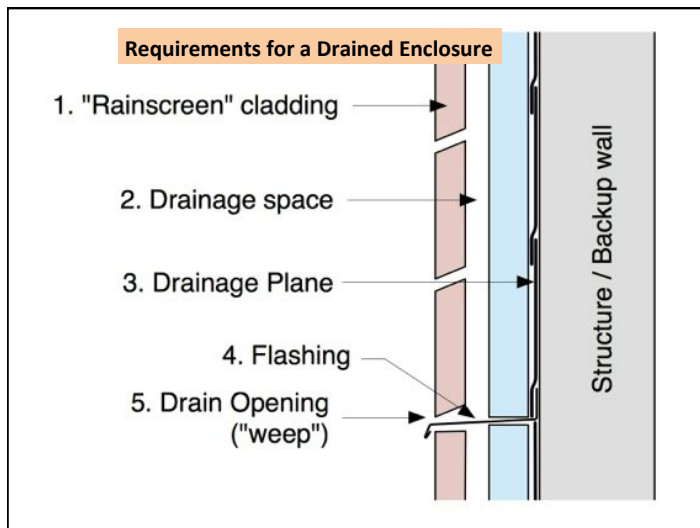 Requirements for a Drained Enclosure
1. "Rainscreen" cladding
2. Drainage space
3. Drainage Plane
4. Flashing
5. Drain Opening
("weep")
Structure / Backup wall